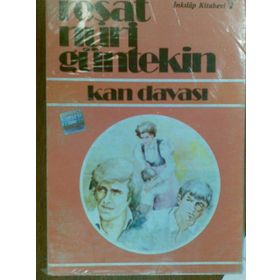 İnkılâp Kitabevi
reşat
nuri
güntekin
kan davası